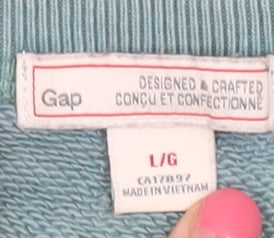 Gap
DESIGNED & CRAFTED
CONÇU ET CONFECTIONNÉ
L/G
CA17897
MADE IN VIETNAM